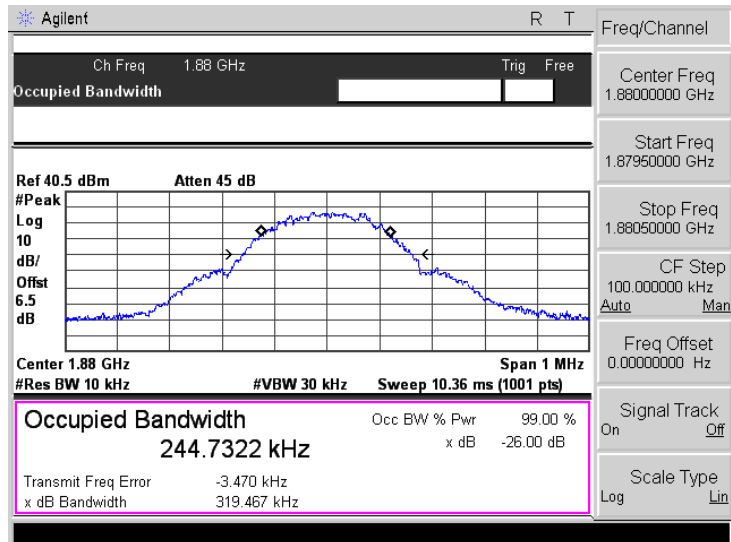 Agilent R T
Ch Freq 1.88 GHz Trig Free
Occupied Bandwidth
Ref 40.5 dBm Atten 45 dB
#Peak
Log
10
dB/
Offst
6.5
dB
Center 1.88 GHz Span 1 MHz
#Res BW 10 kHz #VBW 30 kHz Sweep 10.36 ms (1001 pts)
Occupied Bandwidth
244.7322 kHz
Occ BW % Pwr 99.00 %
x dB -26.00 dB
Transmit Freq Error -3.470 kHz
x dB Bandwidth 319.467 kHz
Freq/Channel
Center Freq
1.88000000 GHz
Start Freq
1.87950000 GHz
Stop Freq
1.88050000 GHz
CF Step
100.000000 kHz
Auto Man
Freq Offset
0.00000000 Hz
Signal Track
On Off
Scale Type
Log Lin